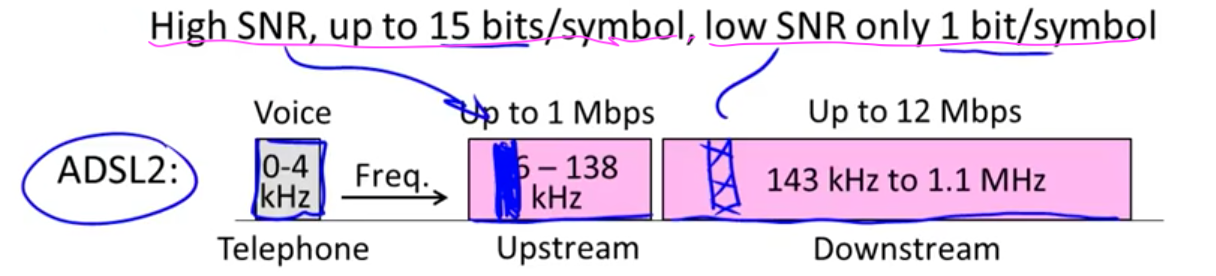 High SNR, up to 15 bits/symbol, low SNR only 1 bit/symbol
Voice Up to 1 Mbps Up to 12 Mbps
ADSL2: 0-4 kHz Freq. 6 – 138 kHz 143 kHz to 1.1 MHz
Telephone Upstream Downstream